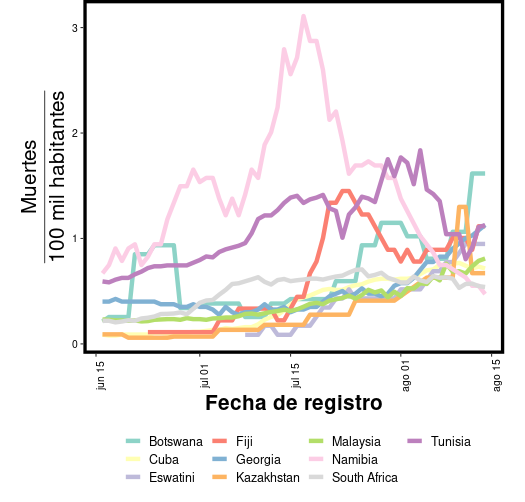 Muertes
100 mil habitantes
3
2
1
0
jun 15
jul 01
jul 15
ago 01
ago 15
Fecha de registro
Botswana Fiji Malaysia Tunisia
Cuba Georgia Namibia
Eswatini Kazakhstan South Africa